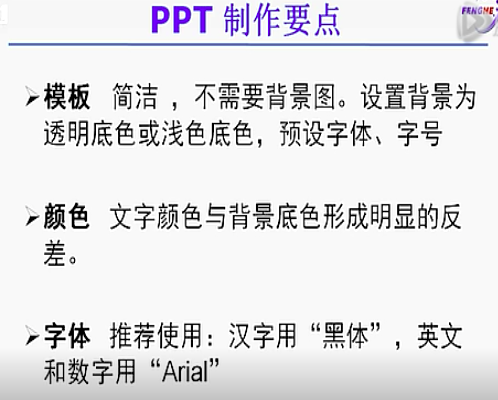 FENGHE
PPT 制作要点
模板 简洁 ，不需要背景图。设置背景为
透明底色或浅色底色，预设字体、字号
颜色 文字颜色与背景底色形成明显的反
差。
字体 推荐使用：汉字用“黑体”，英文
和数字用“Arial”